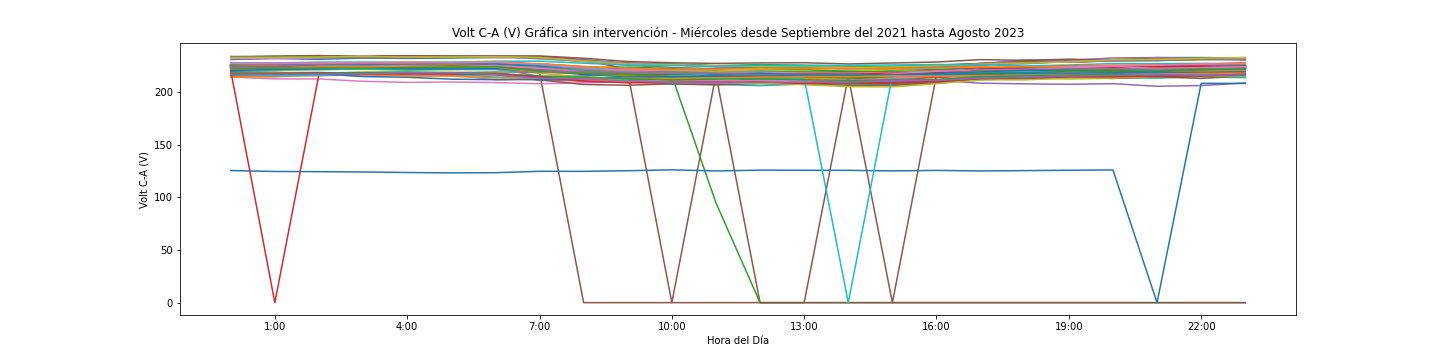 Volt C-A (V) Gráfica sin intervención - Miércoles desde Septiembre del 2021 hasta Agosto 2023
Volt C-A (V)
200
150
100
50
0
1:00 4:00 7:00 10:00 13:00 16:00 19:00 22:00
Hora del Día